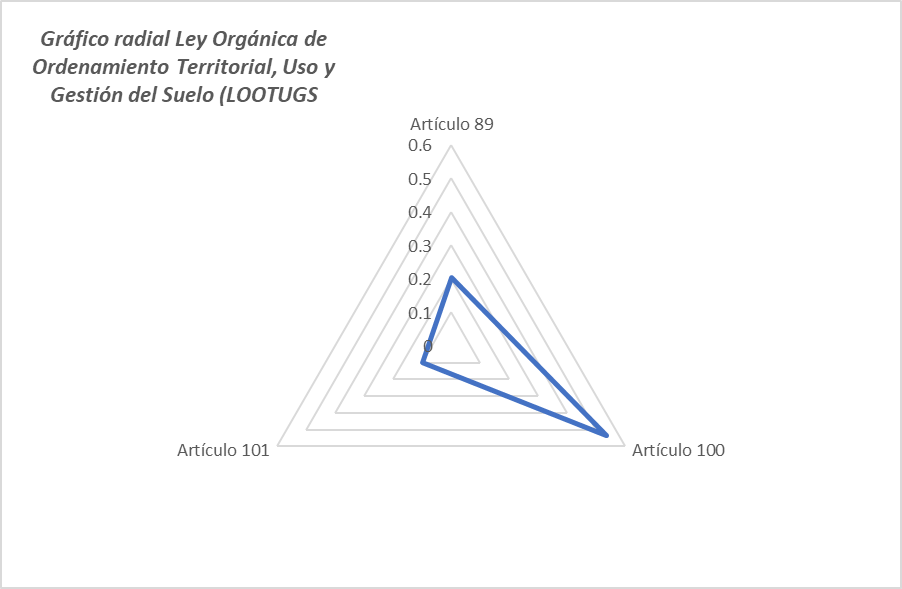 Gráfico radial Ley Orgánica de
Ordenamiento Territorial, Uso y
Gestión del Suelo (LOOTUGS
Artículo 89
0.6
0.5
0.4
0.3
0.2
0.1
0
Artículo 101
Artículo 100